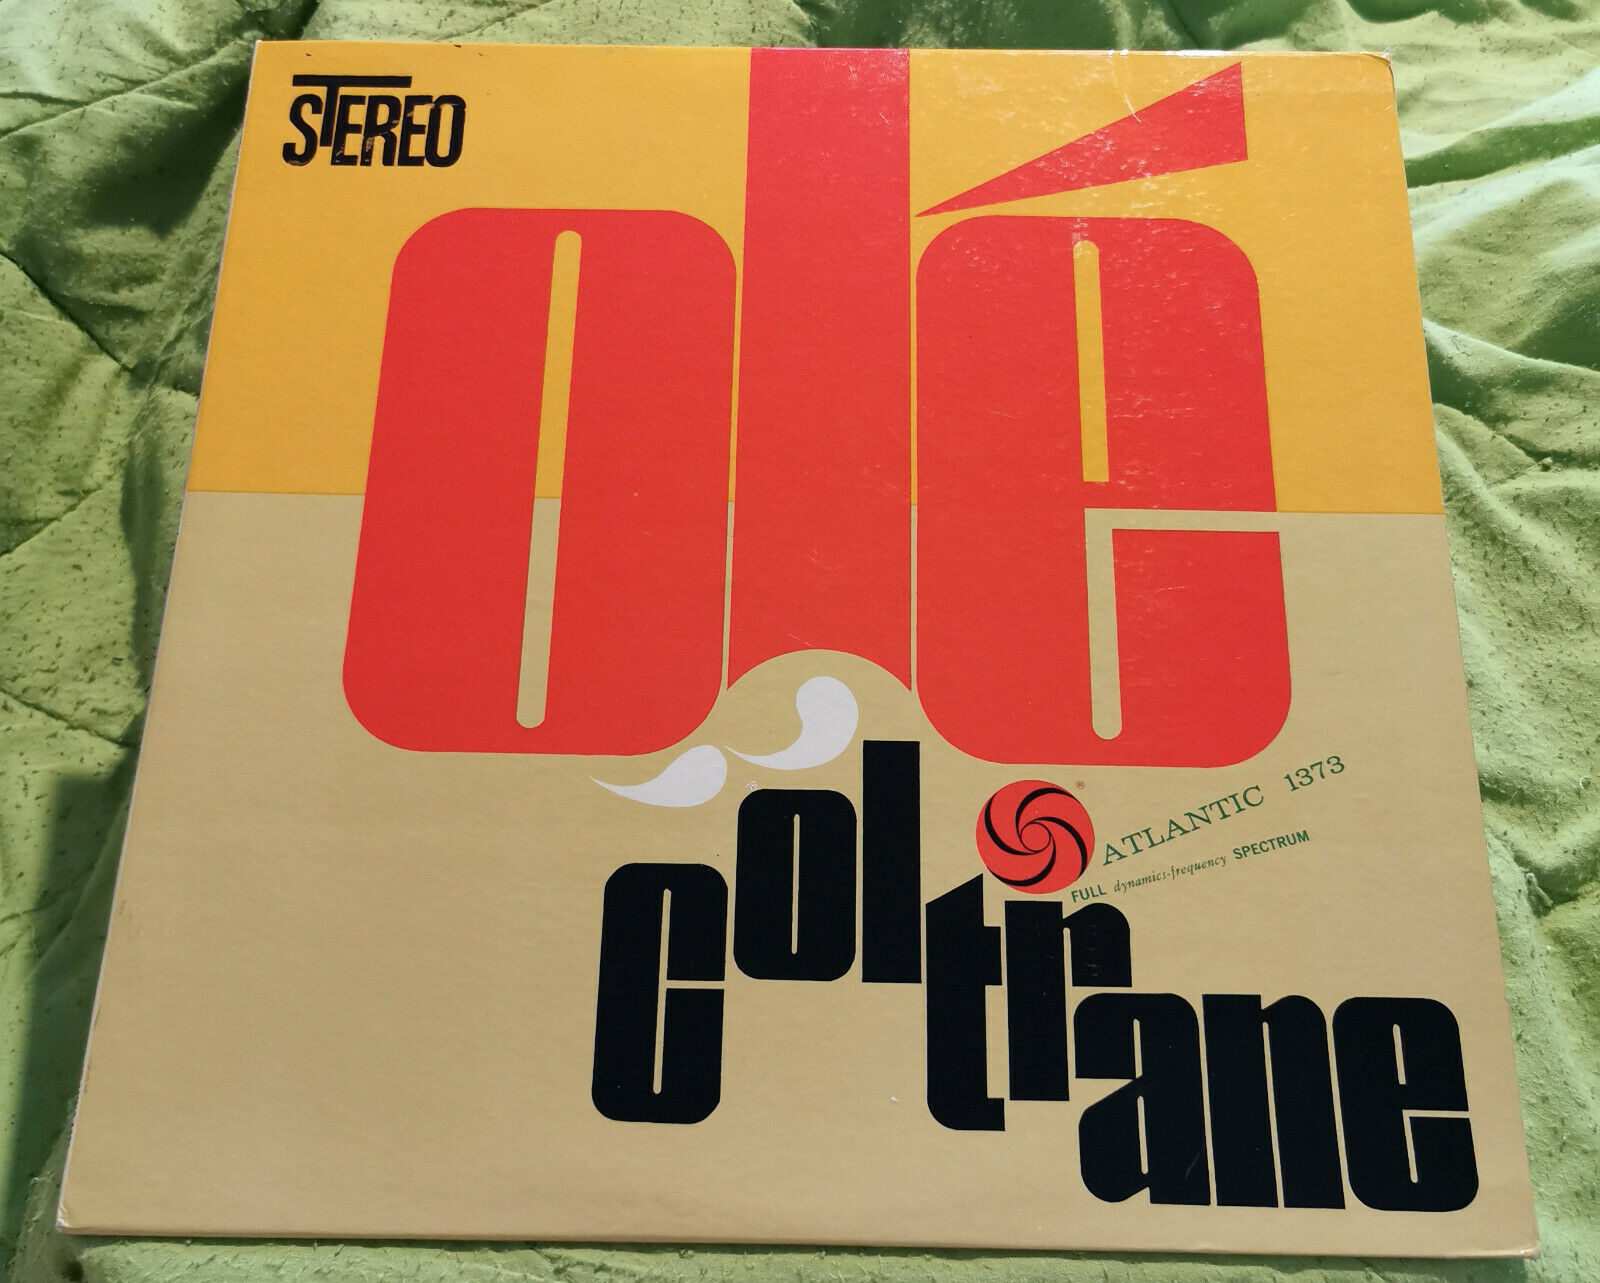 STEREO
olé
coltrane
®
ATLANTIC 1373
FULL dynamics-frequency SPECTRUM